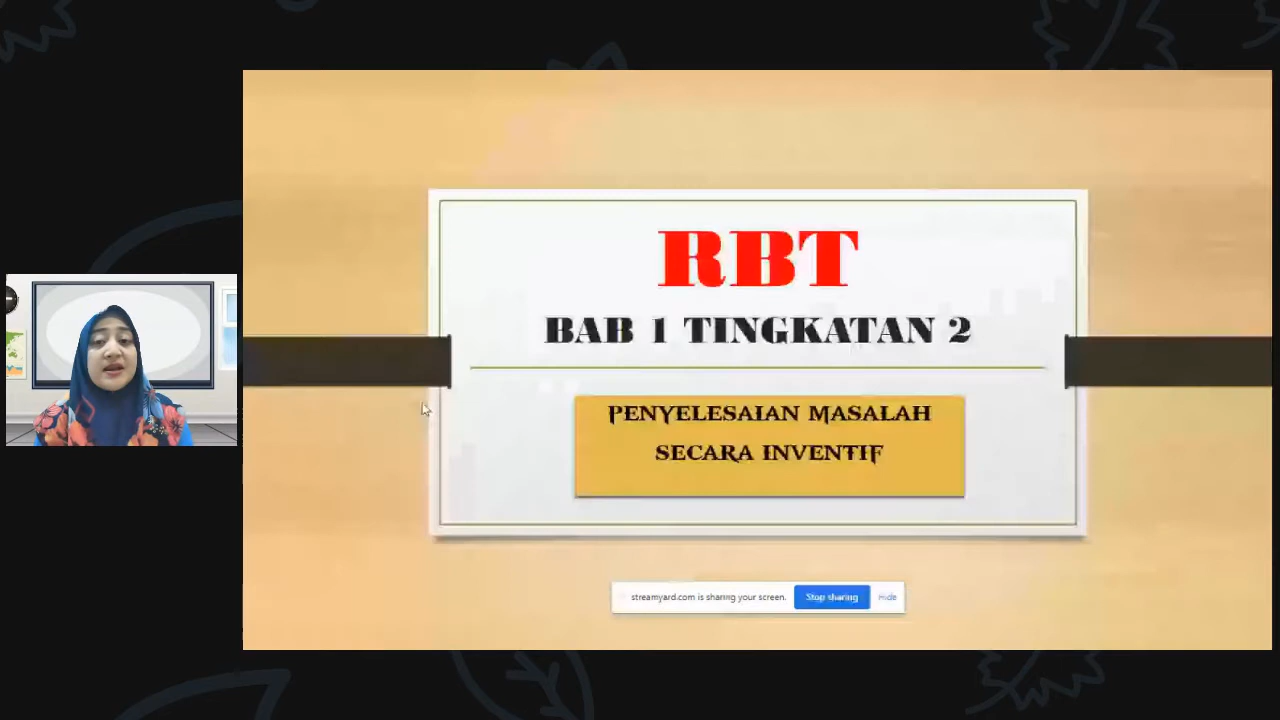 RBT
BAB 1 TINGKATAN 2
PENYELESAIAN MASALAH
SECARA INVENTIF
streamyard.com is sharing your screen. Stop sharing Hide